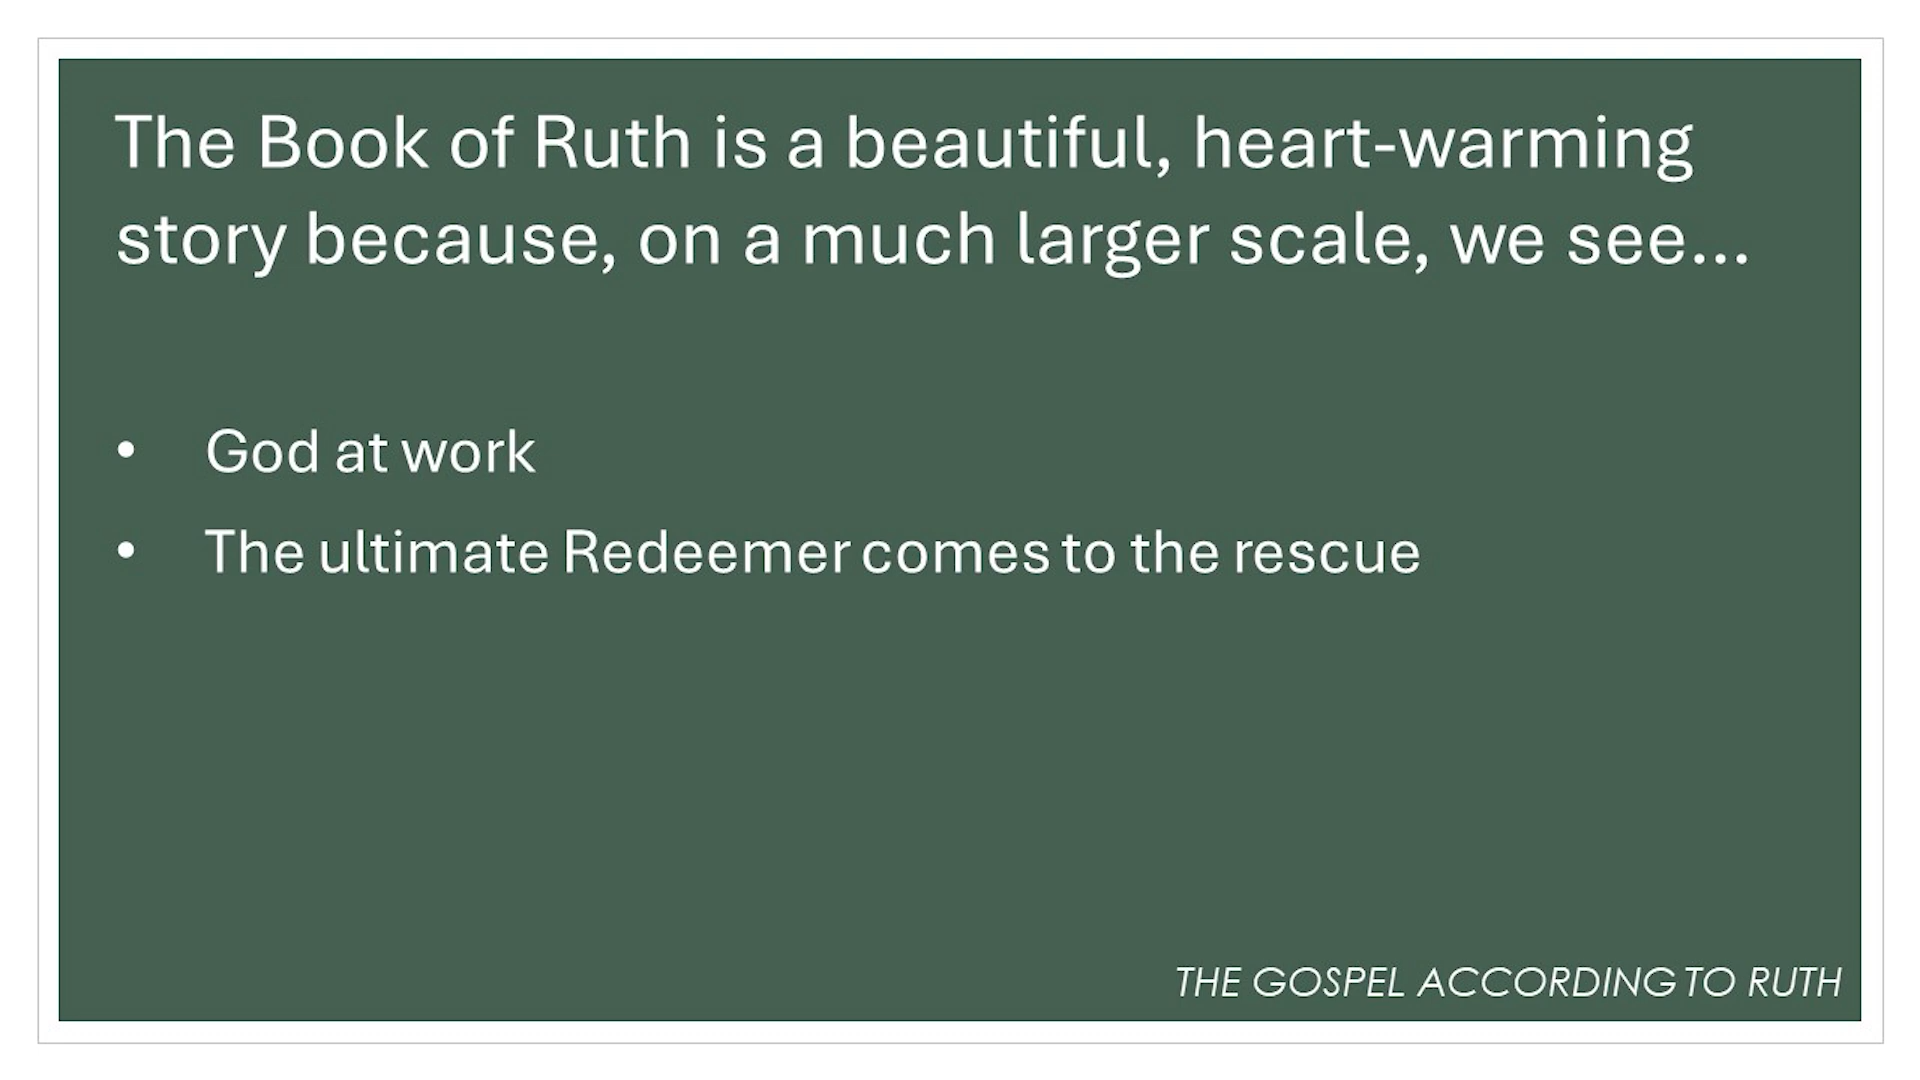 The Book of Ruth is a beautiful, heart-warming
story because, on a much larger scale, we see...
• God at work
• The ultimate Redeemer comes to the rescue
THE GOSPEL ACCORDING TO RUTH